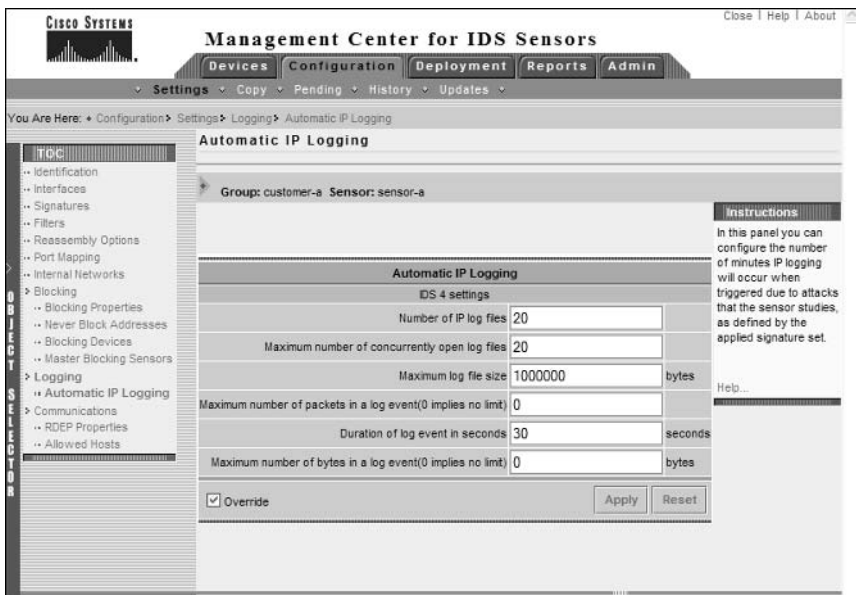 Close | Help | About
CISCO SYSTEMS
Management Center for IDS Sensors
Devices Configuration Deployment Reports Admin
Settings Copy Pending History Updates
You Are Here: Configuration > Settings > Logging > Automatic IP Logging
TOC
Identification
Interfaces
Signatures
Filters
Reassembly Options
Port Mapping
Internal Networks
Blocking
Blocking Properties
Never Block Addresses
Blocking Devices
Master Blocking Sensors
Logging
Automatic IP Logging
Communications
RDEP Properties
Allowed Hosts
OBJECT SELECTOR
Automatic IP Logging
Group: customer-a Sensor: sensor-a
Automatic IP Logging
IDS 4 settings
Number of IP log files 20
Maximum number of concurrently open log files 20
Maximum log file size 1000000 bytes
Maximum number of packets in a log event(0 implies no limit) 0
Duration of log event in seconds 30 seconds
Maximum number of bytes in a log event(0 implies no limit) 0 bytes
Override Apply Reset
Instructions
In this panel you can
configure the number
of minutes IP logging
will occur when
triggered due to attacks
that the sensor studies,
as defined by the
applied signature set.
Help...